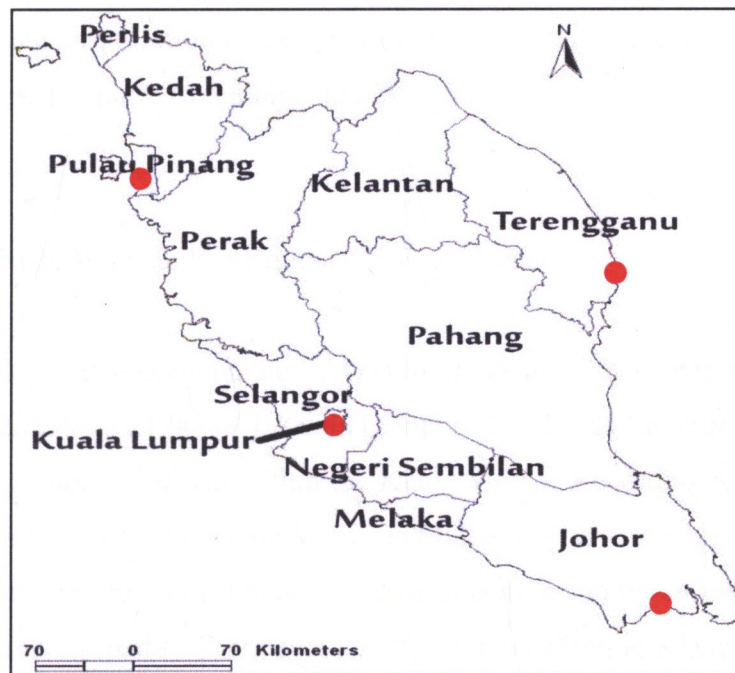 Perlis
N
Kedah
Pulau Pinang
Kelantan
Terengganu
Perak
Pahang
Selangor
Kuala Lumpur
Negeri Sembilan
Melaka
Johor
70 0 70 Kilometers